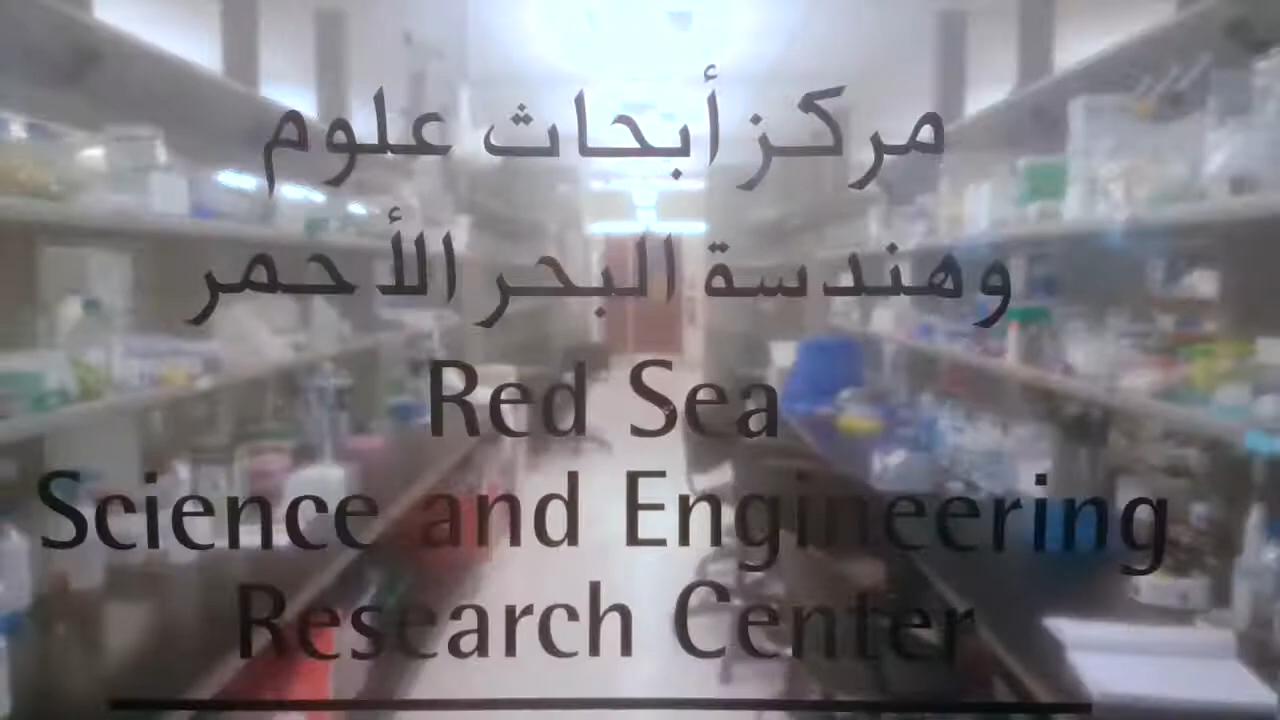 مركز أبحاث علوم
وهندسة البحر الأحمر
Red Sea
Science and Engineering
Research Center